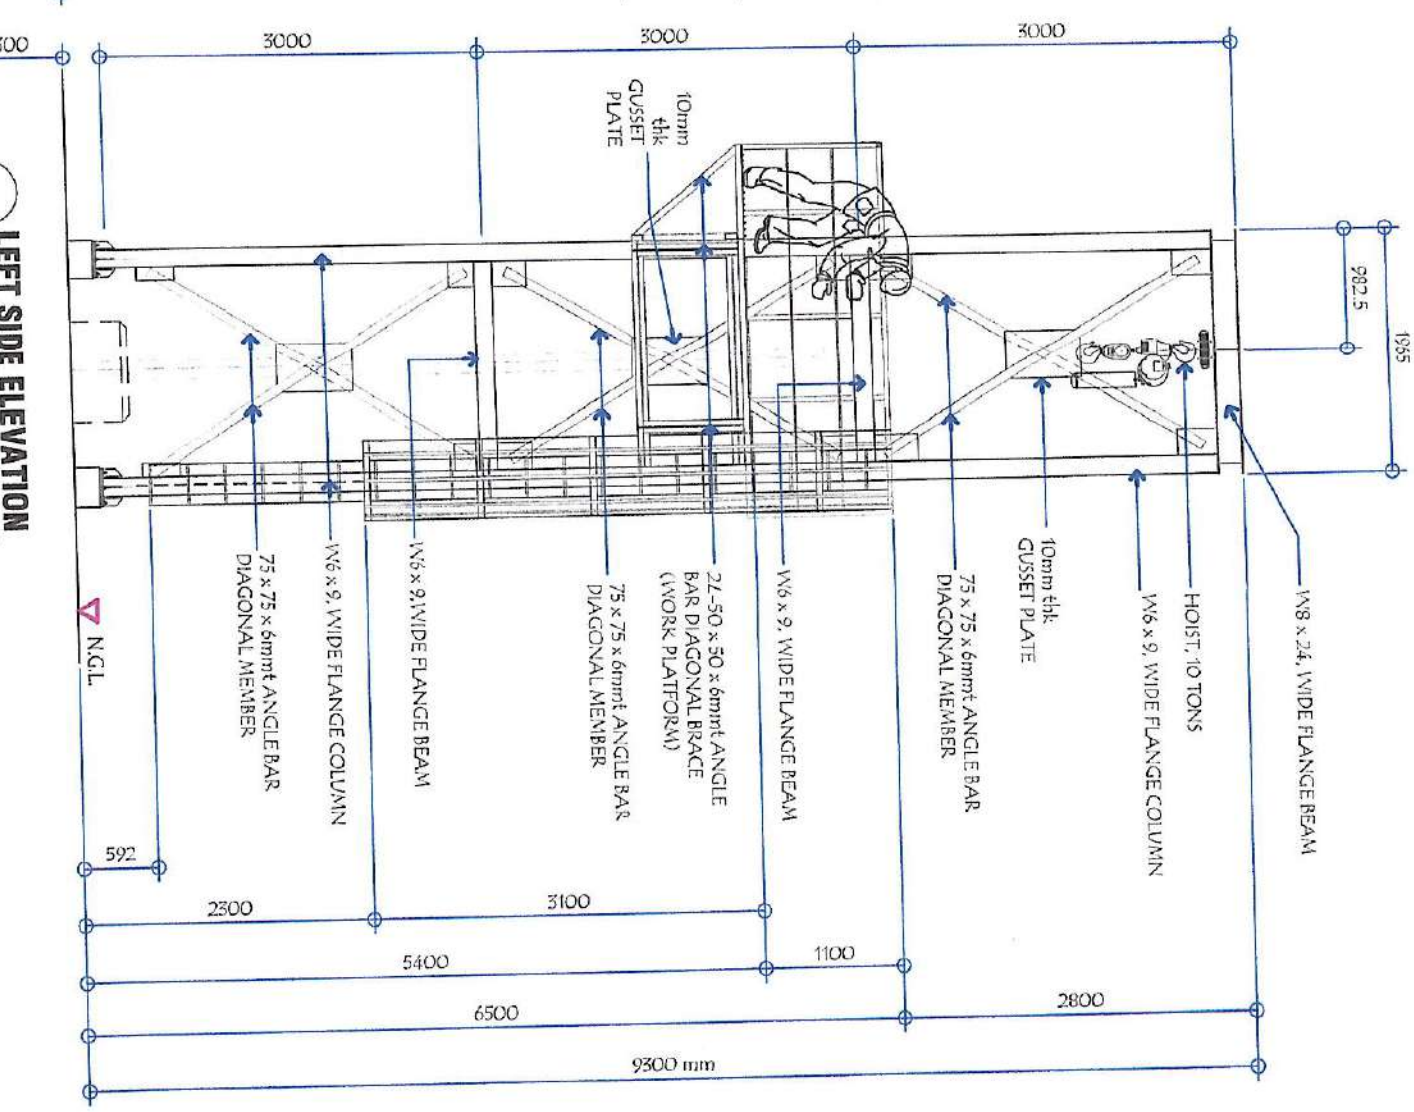 300
3000
3000
3000
10mm
thk
GUSSET
PLATE
982.5
1965
W8 x 24, WIDE FLANGE BEAM
HOIST, 10 TONS
W6 x 9, WIDE FLANGE COLUMN
10mm thk
GUSSET PLATE
75 x 75 x 6mmt ANGLE BAR
DIAGONAL MEMBER
W6 x 9, WIDE FLANGE BEAM
2L-50 x 50 x 6mmt ANGLE
BAR DIAGONAL BRACE
(WORK PLATFORM)
75 x 75 x 6mmt ANGLE BAR
DIAGONAL MEMBER
W6 x 9,WIDE FLANGE BEAM
W6 x 9, WIDE FLANGE COLUMN
75 x 75 x 6mmt ANGLE BAR
DIAGONAL MEMBER
N.G.L.
592
2300
3100
5400
1100
6500
2800
9300 mm
LEFT SIDE ELEVATION